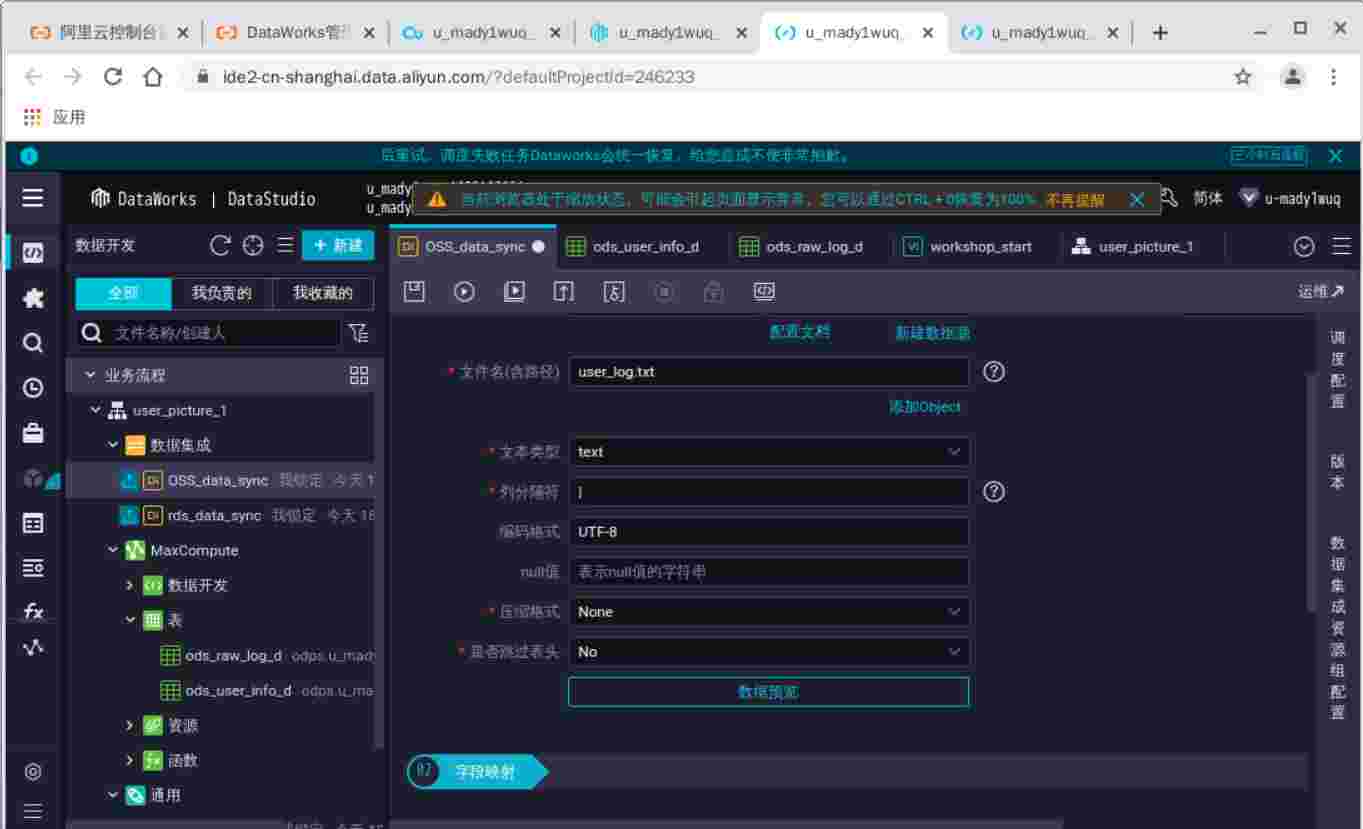 阿里云控制台
DataWorks管
u_mady1wuq_
u_mady1wuq_
u_mady1wuq_
u_mady1wuq_
ide2-cn-shanghai.data.aliyun.com/?defaultProjectId=246233
应用
后重试。调度失败任务Dataworks会统一恢复，给您造成不便非常抱歉。
三小时后提醒
DataWorks | DataStudio
u_mady
u_mady
当前浏览器处于缩放状态，可能会引起页面显示异常，您可以通过CTRL + 0恢复为100% 不再提醒
简体
u-mady1wuq
数据开发
+ 新建
Di OSS_data_sync
ods_user_info_d
ods_raw_log_d
VI workshop_start
user_picture_1
全部 我负责的 我收藏的
运维
文件名称/创建人
配置文档 新建数据源
业务流程
* 文件名(含路径) user_log.txt
user_picture_1
添加Object
数据集成
* 文本类型 text
Di OSS_data_sync 我锁定 今天 1
* 列分隔符 |
Di rds_data_sync 我锁定 今天 16
编码格式 UTF-8
MaxCompute
null值 表示null值的字符串
数据开发
* 压缩格式 None
表
* 是否跳过表头 No
ods_raw_log_d odps.u_mady
ods_user_info_d odps.u_ma
数据预览
资源
函数
02 字段映射
通用
调度配置
版本
数据集成资源组配置